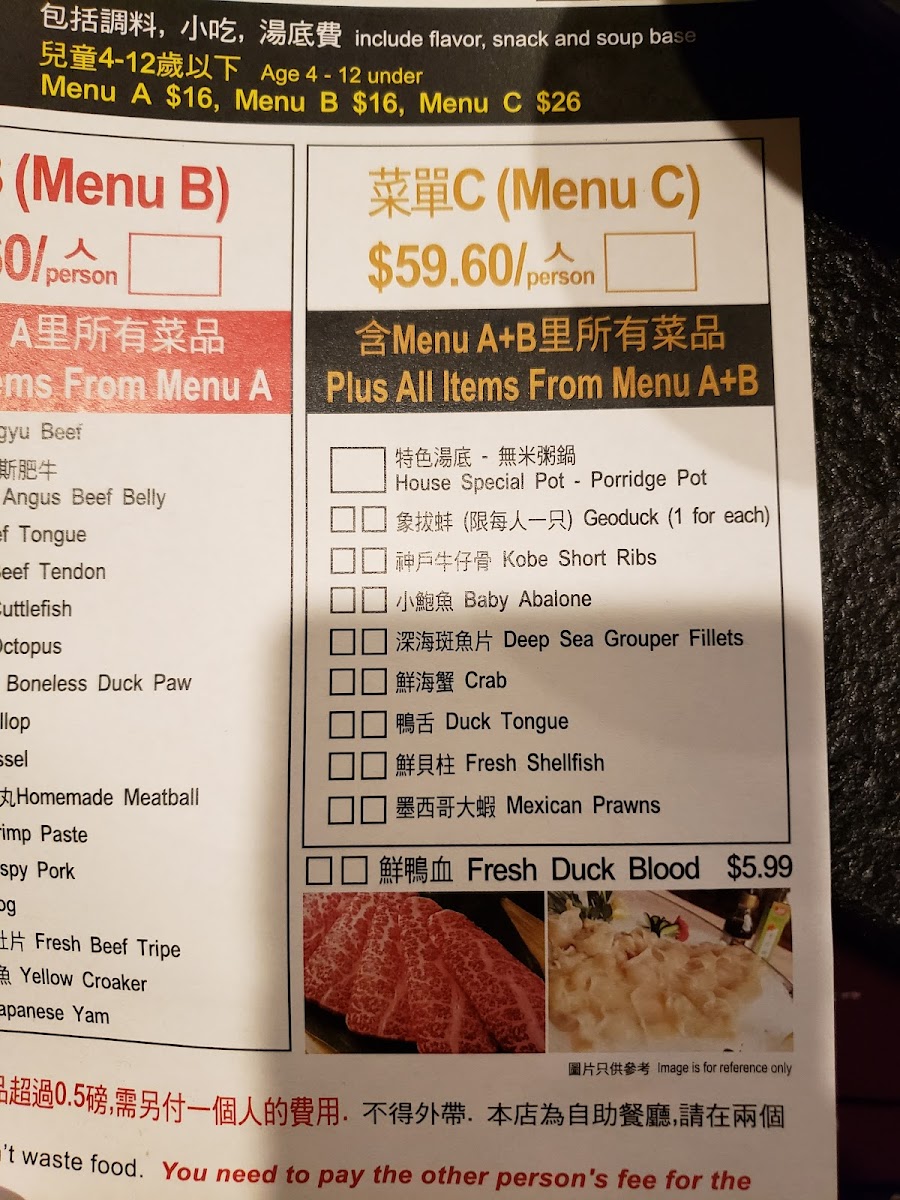 包括調料, 小吃, 湯底費 include flavor, snack and soup base
兒童4-12歲以下 Age 4 - 12 under
Menu A $16, Menu B $16, Menu C $26
(Menu B)
0/人 person
A里所有菜品
From Menu A
Beef
斯肥牛
Angus Beef Belly
Tongue
Beef Tendon
Cuttlefish
Octopus
Boneless Duck Paw
丸Homemade Meatball
Paste
Pork
片 Fresh Beef Tripe
魚 Yellow Croaker
Japanese Yam
菜單C (Menu C)
$59.60/人 person
含Menu A+B里所有菜品
Plus All Items From Menu A+B
特色湯底 - 無米粥鍋
House Special Pot - Porridge Pot
象拔蚌 (限每人一只) Geoduck (1 for each)
神戶牛仔骨 Kobe Short Ribs
小鮑魚 Baby Abalone
深海斑魚片 Deep Sea Grouper Fillets
鮮海蟹 Crab
鴨舌 Duck Tongue
鮮貝柱 Fresh Shellfish
墨西哥大蝦 Mexican Prawns
鮮鴨血 Fresh Duck Blood $5.99
圖片只供參考 Image is for reference only
品超過0.5磅,需另付一個人的費用. 不得外帶. 本店為自助餐廳,請在兩個
waste food. You need to pay the other person's fee for the